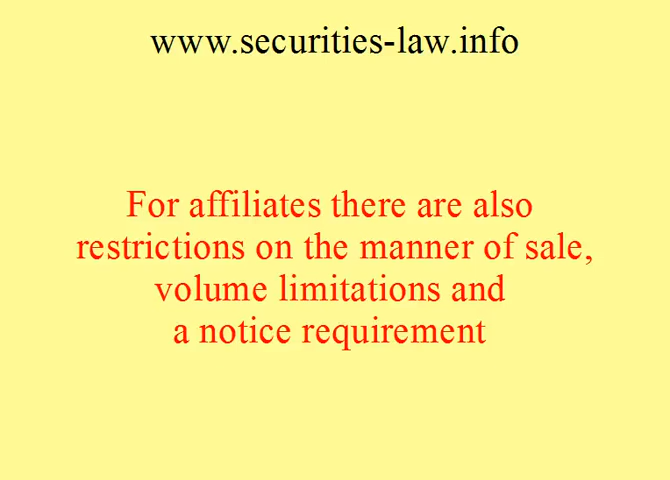 www.securities-law.info
For affiliates there are also
restrictions on the manner of sale,
volume limitations and
a notice requirement